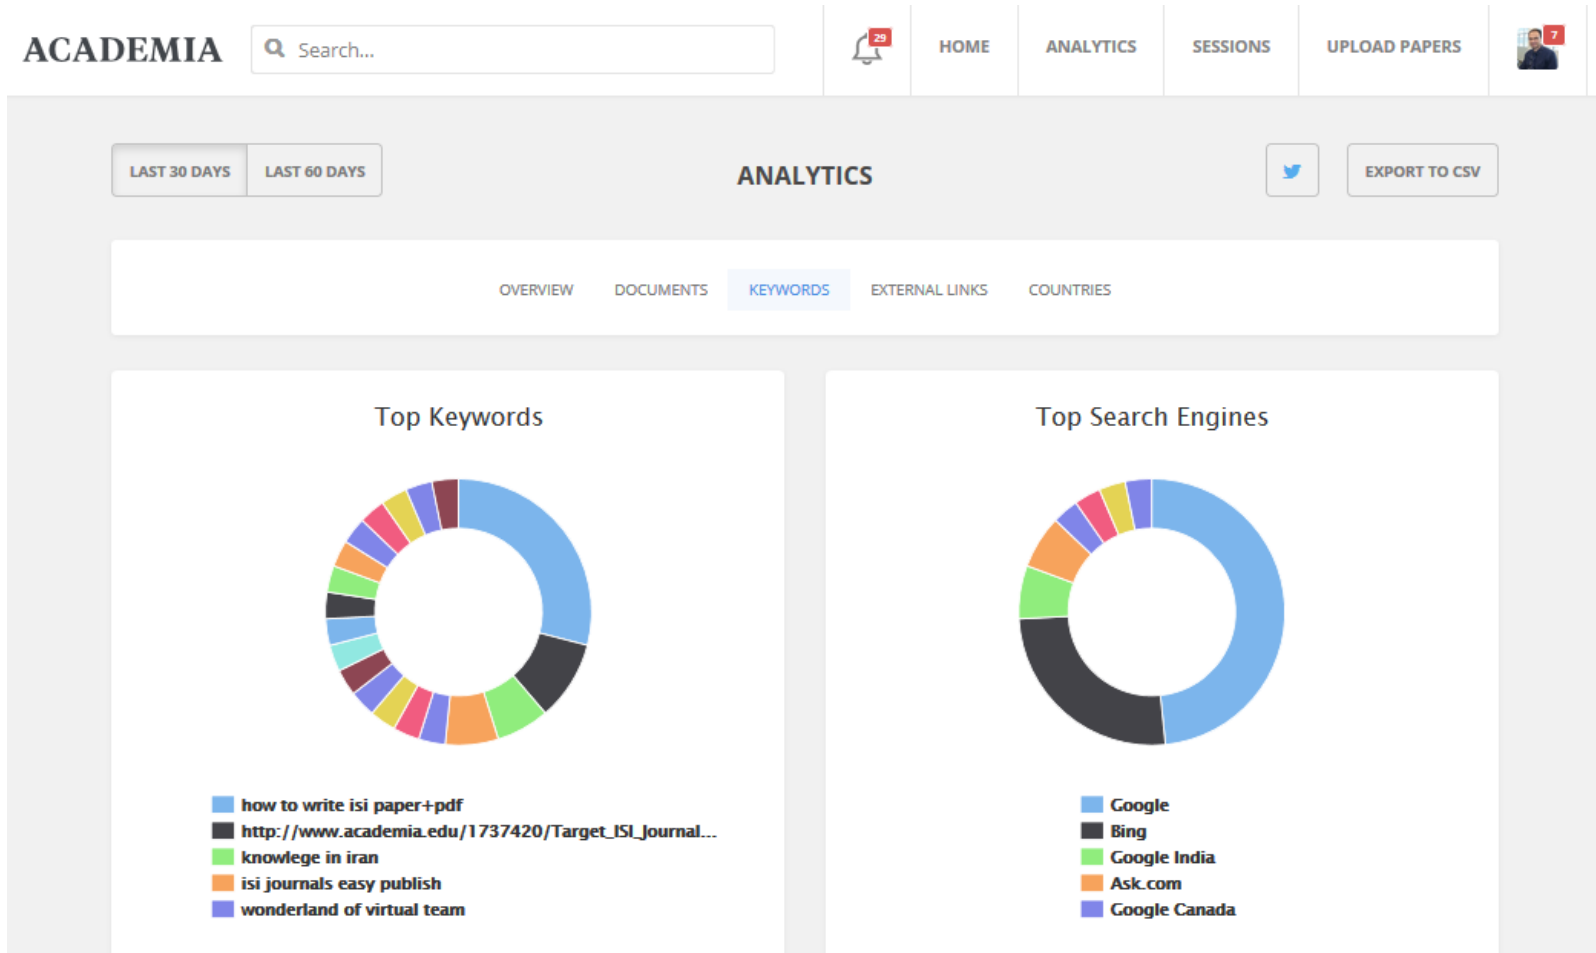 ACADEMIA
Search...
29
HOME
ANALYTICS
SESSIONS
UPLOAD PAPERS
7
LAST 30 DAYS
LAST 60 DAYS
ANALYTICS
EXPORT TO CSV
OVERVIEW
DOCUMENTS
KEYWORDS
EXTERNAL LINKS
COUNTRIES
Top Keywords
how to write isi paper+pdf
http://www.academia.edu/1737420/Target_ISI_Journal...
knowlege in iran
isi journals easy publish
wonderland of virtual team
Top Search Engines
Google
Bing
Google India
Ask.com
Google Canada